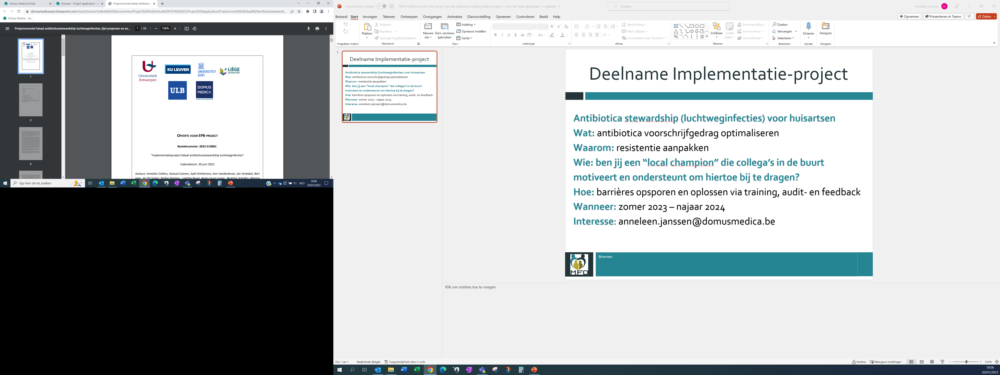 Domus Medica Portals
Extranet - Project application - Al
Projectvoorstel lokaal antibiotica
domusmedicavzw.sharepoint.com/sites/Extranet/Gedeelde%20documenten/Project%20Antibiotica%20FOD%202025/Project%20application/Projectvoorstel%20lokaal%20antibioticastewards...
Domus Medica - Int...
Projectvoorstel lokaal antibioticastewardship luchtweginfecties_lijst projecten en ex...
1 / 26
100%
1
2
3
Universiteit
Antwerpen
KU LEUVEN
UNIVERSITEIT
GENT
LIÈGE
université
ULB
DOMUS
MEDICA
ALLES VOOR HUISARTSEN
OFFERTE VOOR EPB-PROJECT
Besteknummer: 2022-519001
“Implementatieproject lokaal antibioticastewardship luchtweginfecties”
Indiendatum: 30 juni 2022
Auteurs: Annelies Colliers, Samuel Coenen, Sybil Anthierens, Ann Vandenbruel, Jan Verbakel, Bert
Vaes, An De Sutter, Stefan Heytens, Laetitia Buret, Anne-Laure Lenoir, Beatrice Scholtes, Marina
Typ hier om te zoeken
NLD
18:06
20/01/2023
Automatisch opslaan
MFO Antibiotics train the trainer (oproep deelname implementatie-project) • Voor het laatst gewijzigd: 1 u geleden
Zoeken
Anneleen Janssen
AJ
Bestand Start Invoegen Tekenen Ontwerpen Overgangen Animaties Diavoorstelling Opnemen Controleren Beeld Help
Opnemen
Presenteren in Teams
Delen
Ongedaan maken
Plakken
Knippen
Kopiëren
Opmaak kopiëren/plakken
Klembord
Nieuwe
dia
Dia's opnieuw
gebruiken
Indeling
Opnieuw instellen
Sectie
Dia's
Lettertype
Tekstrichting
Tekst uitlijnen
Converteren naar SmartArt
Alinea
Schikken
Snelle
stijlen
Vormopvulling
Vormcontour
Vormeffecten
Tekenen
Zoeken
Vervangen
Selecteren
Bewerken
Dicteren
Spraak
Designer
Designer
1
Deelname Implementatie-project
Antibiotica stewardship (luchtweginfecties) voor huisartsen
Wat: antibiotica voorschrijfgedrag optimaliseren
Waarom: resistentie aanpakken
Wie: ben jij een “local champion” die collega’s in de buurt
motiveert en ondersteunt om hiertoe bij te dragen?
Hoe: barrières opsporen en oplossen via training, audit- en feedback
Wanneer: zomer 2023 – najaar 2024
Interesse: anneleen.janssen@domusmedica.be
Deelname Implementatie-project
Antibiotica stewardship (luchtweginfecties) voor huisartsen
Wat: antibiotica voorschrijfgedrag optimaliseren
Waarom: resistentie aanpakken
Wie: ben jij een “local champion” die collega’s in de buurt
motiveert en ondersteunt om hiertoe bij te dragen?
Hoe: barrières opsporen en oplossen via training, audit- en feedback
Wanneer: zomer 2023 – najaar 2024
Interesse: anneleen.janssen@domusmedica.be
MFO
Bronnen
Klik om notities toe te voegen
Dia 1 van 1
Nederlands (België)
Toegankelijkheid: alles in orde
Notities
Weergave-instellingen
123%
18:06
20/01/2023